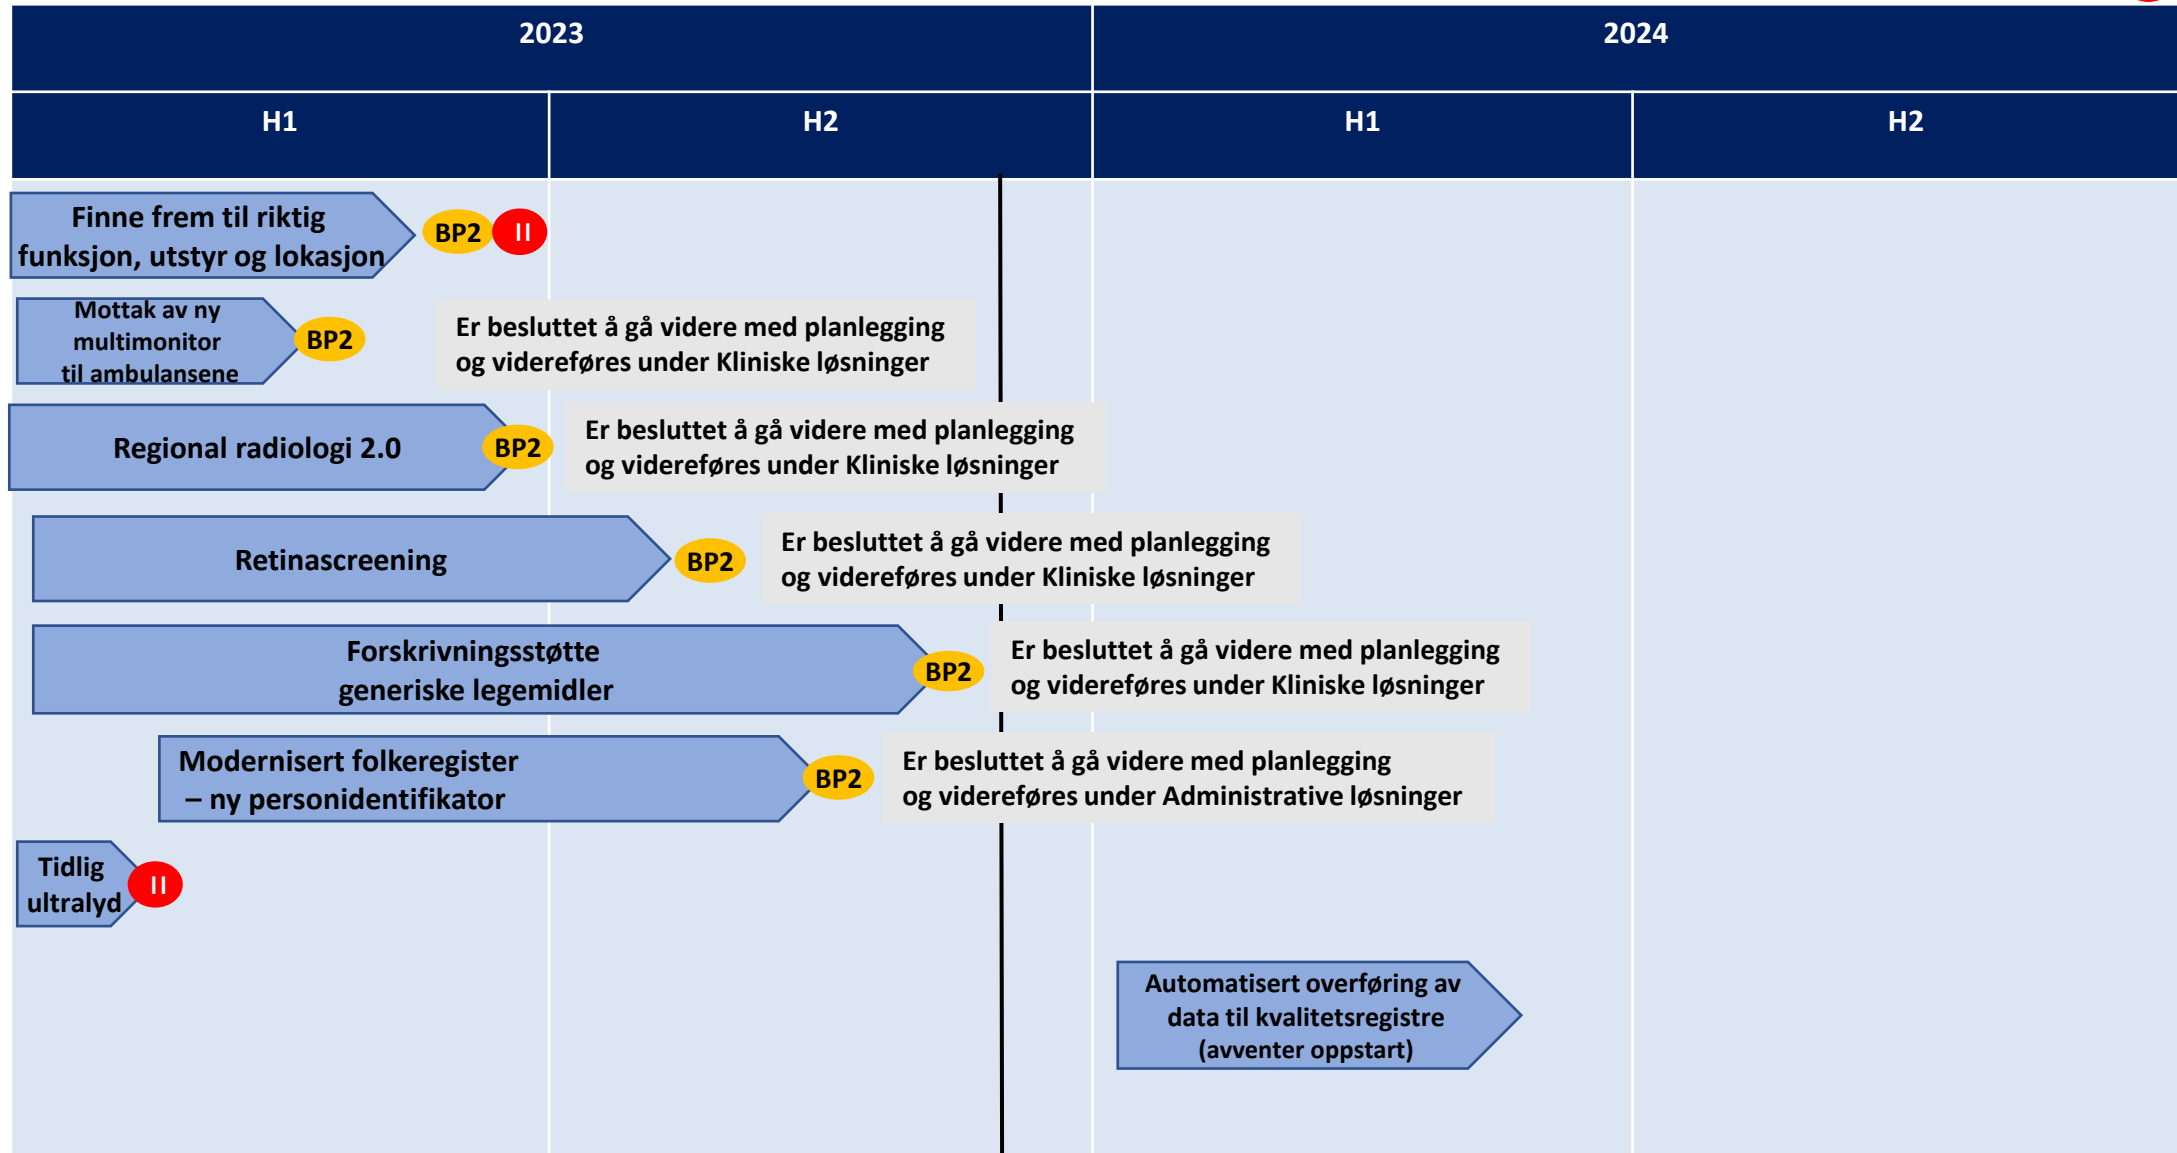 2023
2024
H1
H2
H1
H2
Finne frem til riktig
funksjon, utstyr og lokasjon
BP2
II
Mottak av ny
multimonitor
til ambulansene
BP2
Er besluttet å gå videre med planlegging
og videreføres under Kliniske løsninger
Regional radiologi 2.0
BP2
Er besluttet å gå videre med planlegging
og videreføres under Kliniske løsninger
Retinascreening
BP2
Er besluttet å gå videre med planlegging
og videreføres under Kliniske løsninger
Forskrivningsstøtte
generiske legemidler
BP2
Er besluttet å gå videre med planlegging
og videreføres under Kliniske løsninger
Modernisert folkeregister
– ny personidentifikator
BP2
Er besluttet å gå videre med planlegging
og videreføres under Administrative løsninger
Tidlig
ultralyd
II
Automatisert overføring av
data til kvalitetsregistre
(avventer oppstart)